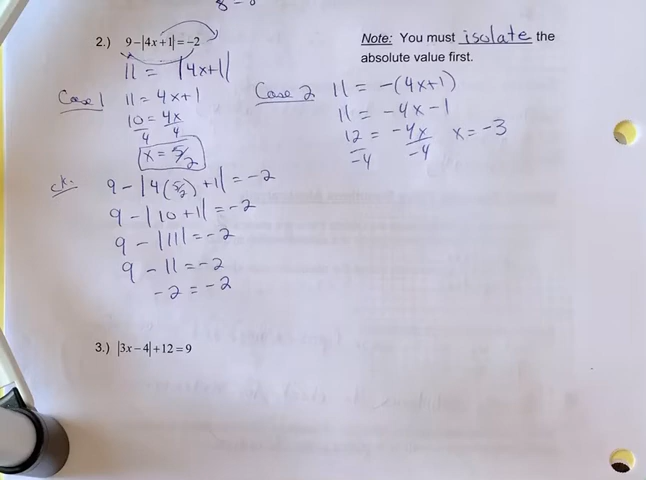 2.) 9-|4x+1|=-2
Note: You must isolate the
absolute value first.
11 = |4x+1|
Case 1 11 = 4x+1
10 = 4x
4 4
x = 5/2
Case 2 11 = -(4x+1)
11 = -4x-1
12 = -4x x = -3
-4 -4
ck. 9 - |4(5/2)+1| = -2
9 - |10+1| = -2
9 - |11| = -2
9 - 11 = -2
-2 = -2
3.) |3x-4|+12=9